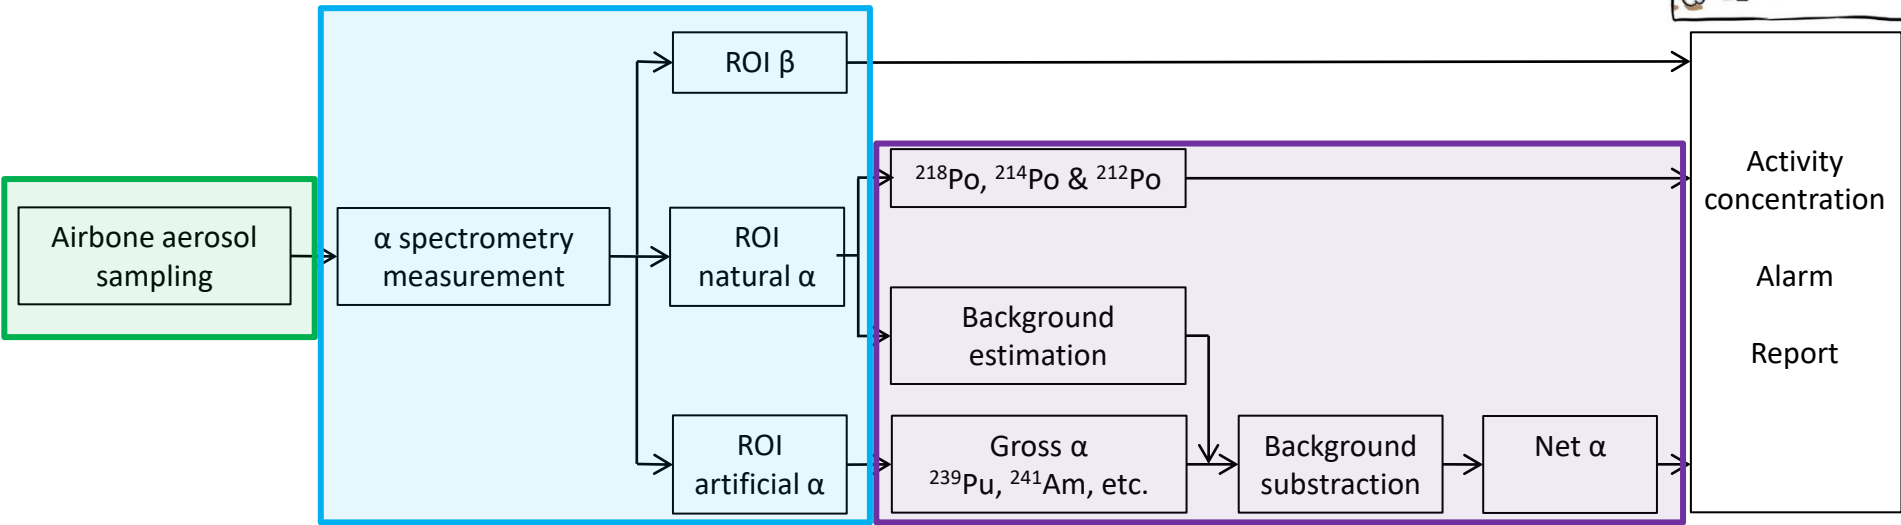 ROI β
Airbone aerosol
sampling
α spectrometry
measurement
ROI
natural α
ROI
artificial α
²¹⁸Po, ²¹⁴Po & ²¹²Po
Background
estimation
Gross α
²³⁹Pu, ²⁴¹Am, etc.
Background
substraction
Net α
Activity
concentration
Alarm
Report